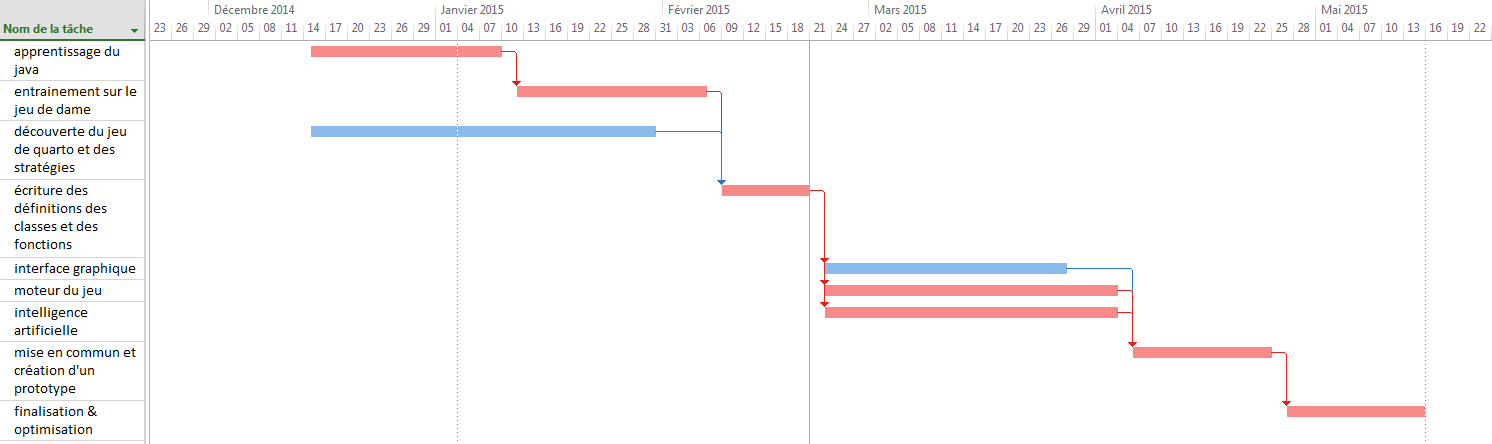 Décembre 2014 Janvier 2015 Février 2015 Mars 2015 Avril 2015 Mai 2015
Nom de la tâche 23 26 29 02 05 08 11 14 17 20 23 26 29 01 04 07 10 13 16 19 22 25 28 31 03 06 09 12 15 18 21 24 27 02 05 08 11 14 17 20 23 26 29 01 04 07 10 13 16 19 22 25 28 01 04 07 10 13 16 19 22
apprentissage du
java
entrainement sur le
jeu de dame
découverte du jeu
de quarto et des
stratégies
écriture des
définitions des
classes et des
fonctions
interface graphique
moteur du jeu
intelligence
artificielle
mise en commun et
création d'un
prototype
finalisation &
optimisation